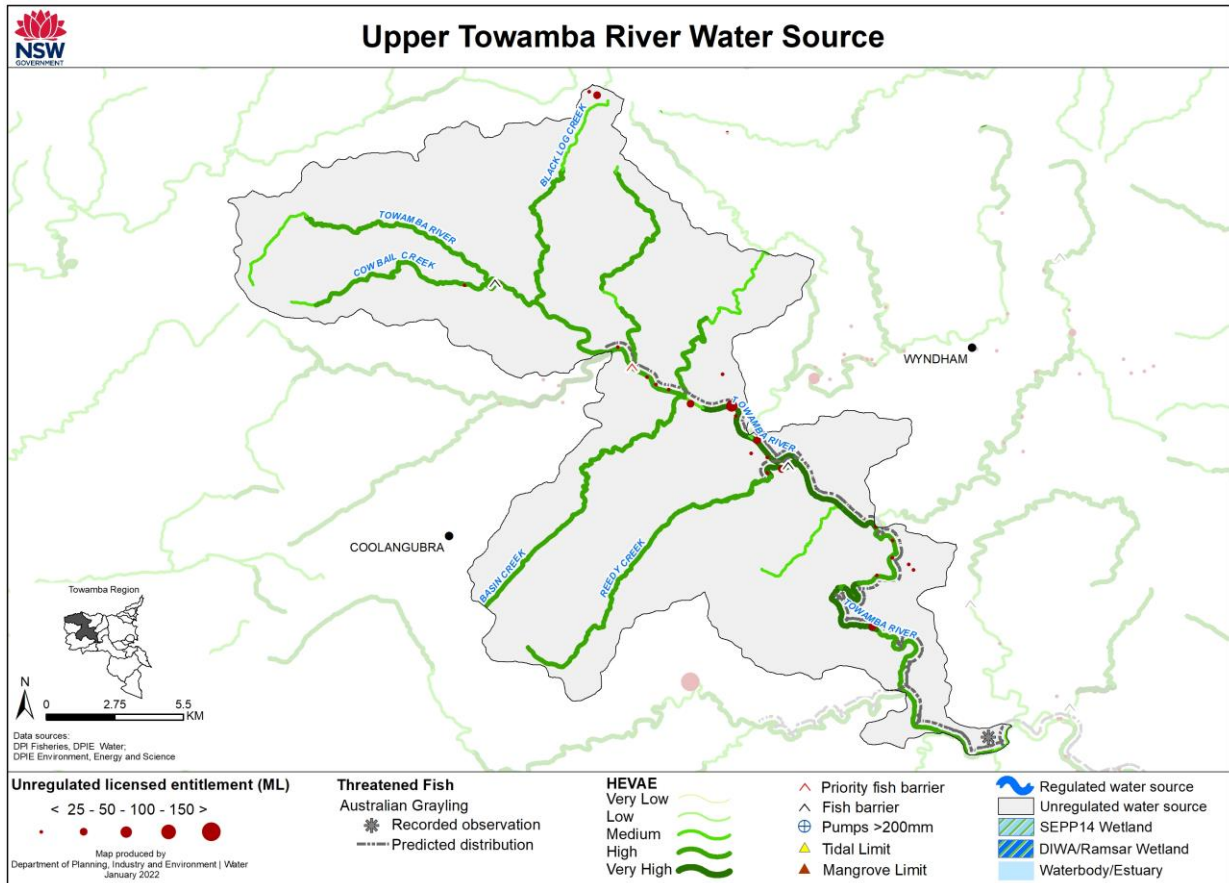 NSW
GOVERNMENT
Upper Towamba River Water Source
BLACK LOG CREEK
TOWAMBA RIVER
COW BAIL CREEK
WYNDHAM
TOWAMBA RIVER
COOLANGUBRA
BASIN CREEK
REEDY CREEK
TOWAMBA RIVER
Towamba Region
N
0 2.75 5.5
KM
Data sources:
DPI Fisheries, DPIE Water;
DPIE Environment, Energy and Science
Unregulated licensed entitlement (ML)
< 25 - 50 - 100 - 150 >
Map produced by
Department of Planning, Industry and Environment | Water
January 2022
Threatened Fish
Australian Grayling
Recorded observation
Predicted distribution
HEVAE
Very Low
Low
Medium
High
Very High
Priority fish barrier
Fish barrier
Pumps >200mm
Tidal Limit
Mangrove Limit
Regulated water source
Unregulated water source
SEPP14 Wetland
DIWA/Ramsar Wetland
Waterbody/Estuary